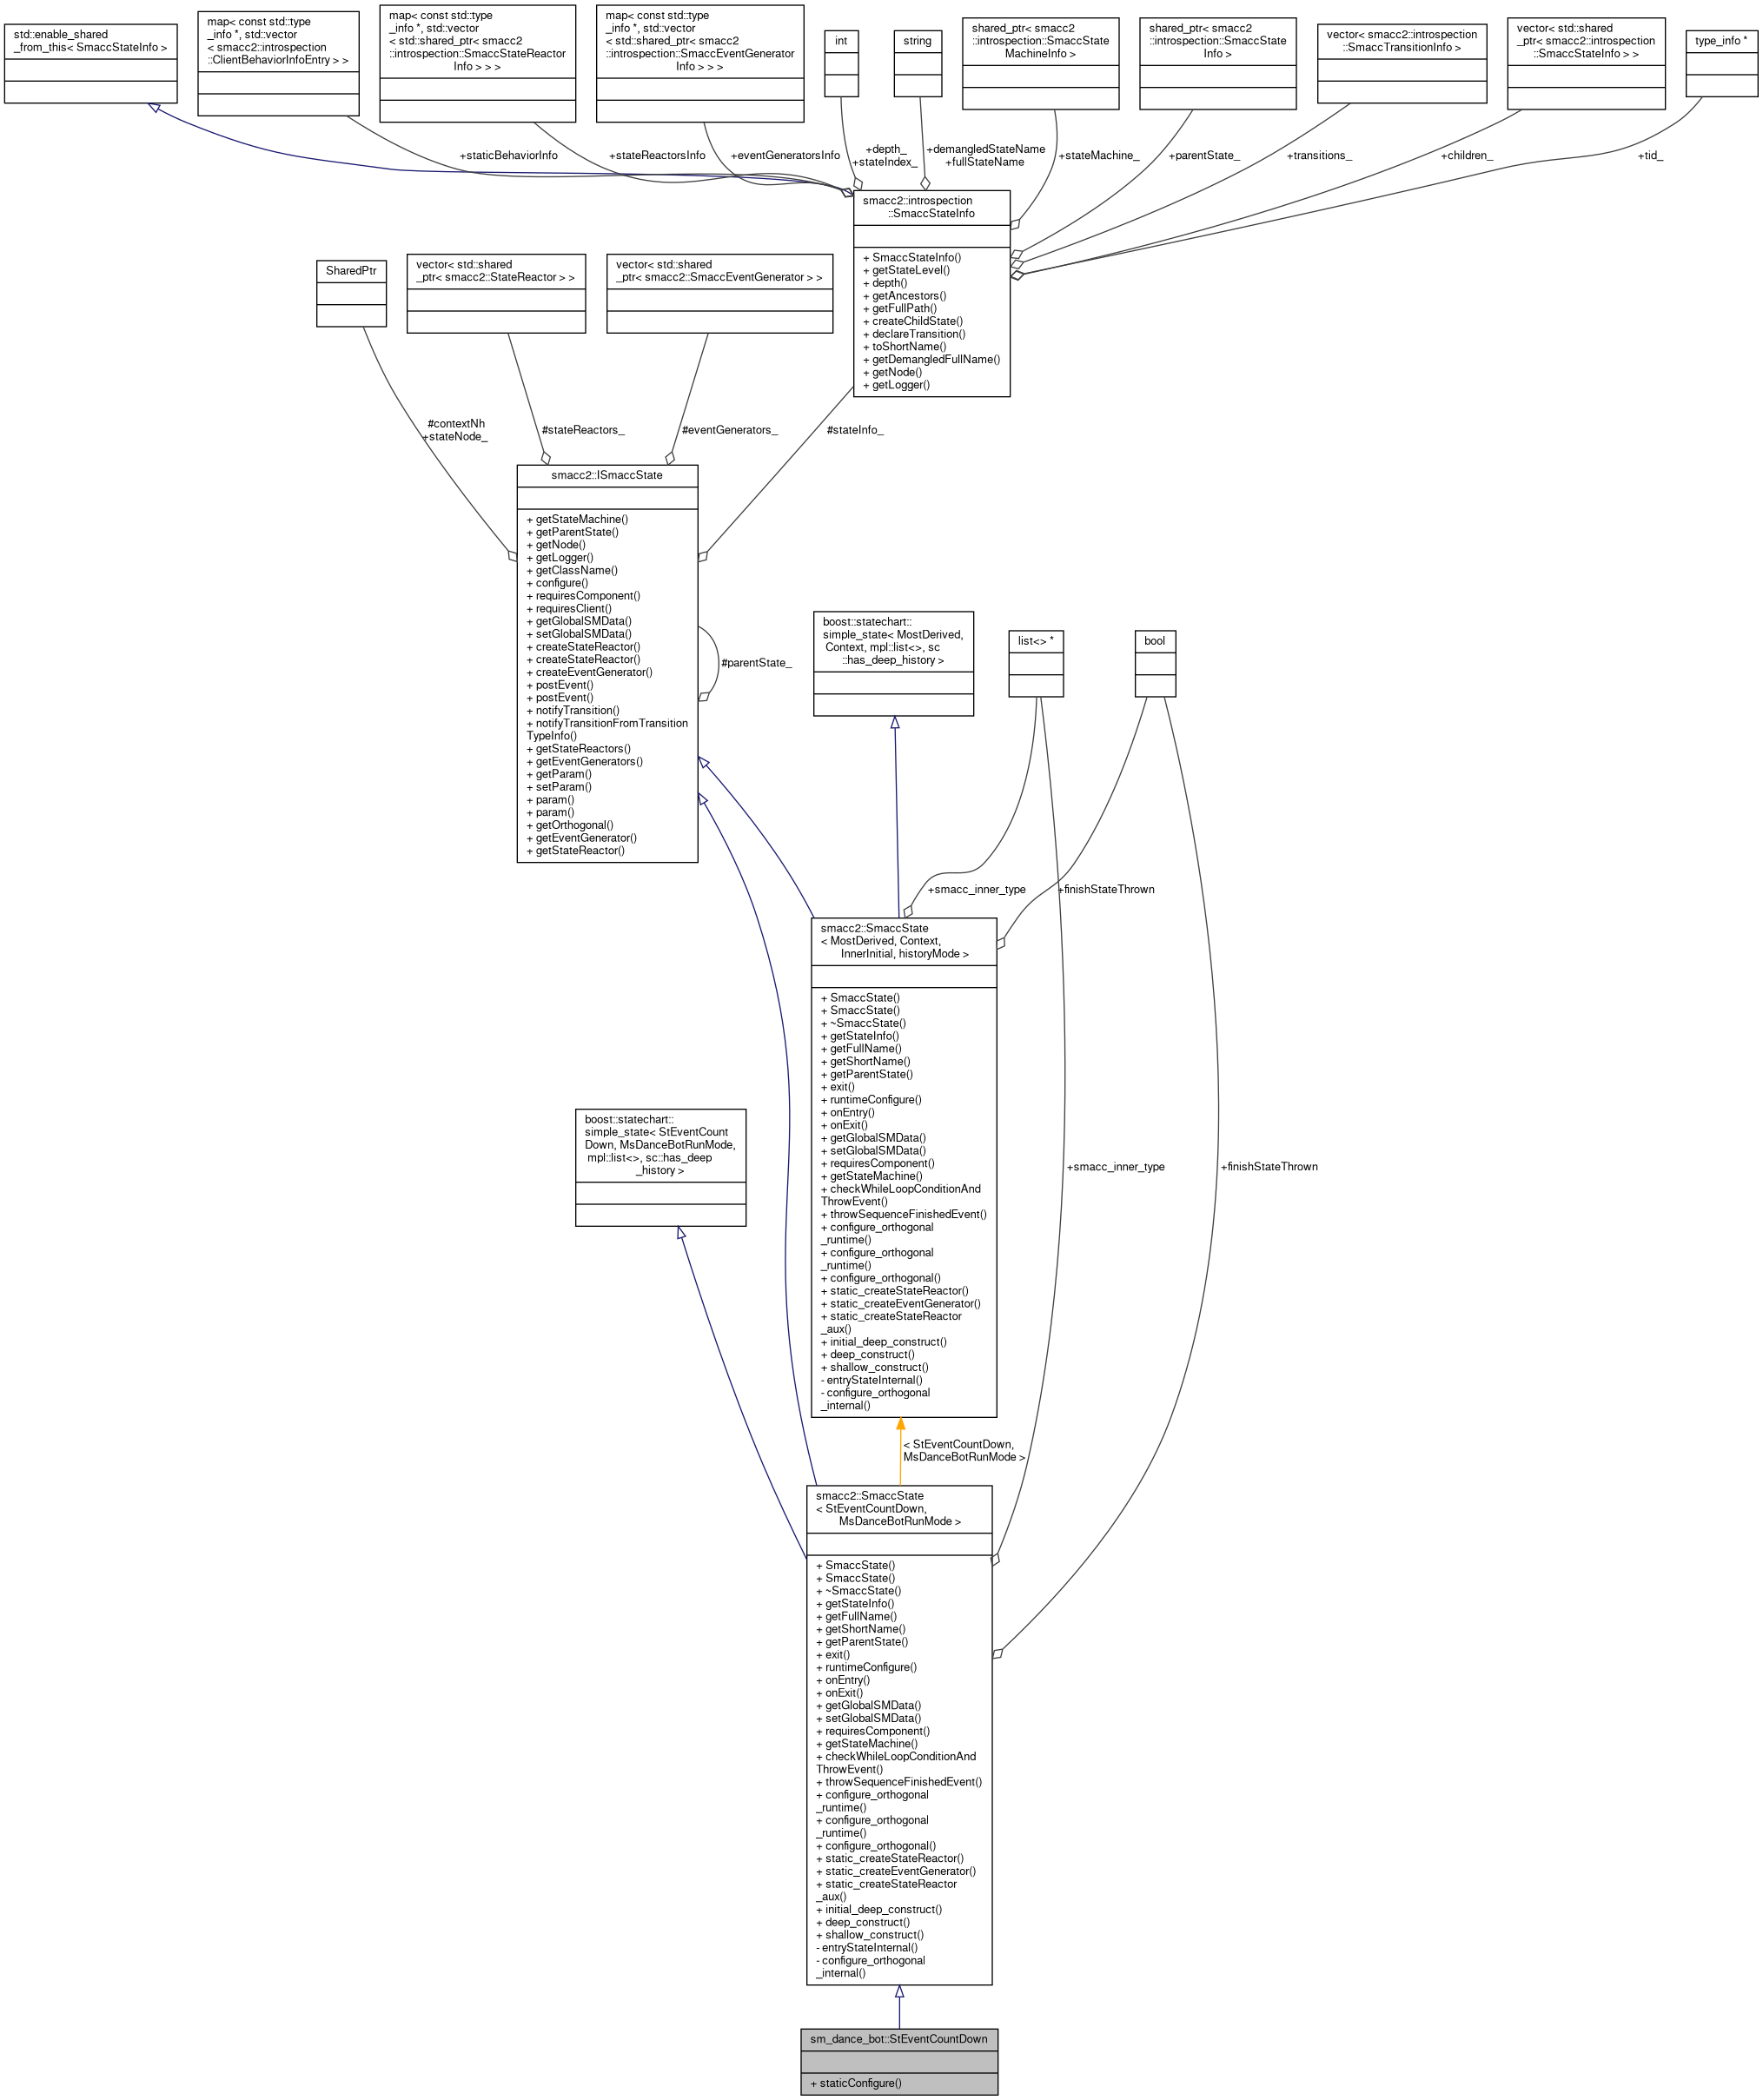 std::enable_shared
_from_this< SmaccStateInfo >
map< const std::type
_info *, std::vector
< smacc2::introspection
::ClientBehaviorInfoEntry > >
map< const std::type
_info *, std::vector
< std::shared_ptr< smacc2
::introspection::SmaccStateReactor
Info > > >
map< const std::type
_info *, std::vector
< std::shared_ptr< smacc2
::introspection::SmaccEventGenerator
Info > > >
int
string
shared_ptr< smacc2
::introspection::SmaccState
MachineInfo >
shared_ptr< smacc2
::introspection::SmaccState
Info >
vector< smacc2::introspection
::SmaccTransitionInfo >
vector< std::shared
_ptr< smacc2::introspection
::SmaccStateInfo > >
type_info *
+staticBehaviorInfo
+stateReactorsInfo
+eventGeneratorsInfo
+depth_
+stateIndex_
+demangledStateName
+fullStateName
+stateMachine_
+parentState_
+transitions_
+children_
+tid_
smacc2::introspection
::SmaccStateInfo
+ SmaccStateInfo()
+ getStateLevel()
+ depth()
+ getAncestors()
+ getFullPath()
+ createChildState()
+ declareTransition()
+ toShortName()
+ getDemangledFullName()
+ getNode()
+ getLogger()
SharedPtr
vector< std::shared
_ptr< smacc2::StateReactor > >
vector< std::shared
_ptr< smacc2::SmaccEventGenerator > >
#contextNh
+stateNode_
#stateReactors_
#eventGenerators_
#stateInfo_
smacc2::ISmaccState
+ getStateMachine()
+ getParentState()
+ getNode()
+ getLogger()
+ getClassName()
+ configure()
+ requiresComponent()
+ requiresClient()
+ getGlobalSMData()
+ setGlobalSMData()
+ createStateReactor()
+ createStateReactor()
+ createEventGenerator()
+ postEvent()
+ postEvent()
+ notifyTransition()
+ notifyTransitionFromTransition
TypeInfo()
+ getStateReactors()
+ getEventGenerators()
+ getParam()
+ setParam()
+ param()
+ param()
+ getOrthogonal()
+ getEventGenerator()
+ getStateReactor()
#parentState_
boost::statechart::
simple_state< MostDerived,
Context, mpl::list<>, sc
::has_deep_history >
list<> *
bool
+smacc_inner_type
+finishStateThrown
smacc2::SmaccState
< MostDerived, Context,
InnerInitial, historyMode >
+ SmaccState()
+ SmaccState()
+ ~SmaccState()
+ getStateInfo()
+ getFullName()
+ getShortName()
+ getParentState()
+ exit()
+ runtimeConfigure()
+ onEntry()
+ onExit()
+ getGlobalSMData()
+ setGlobalSMData()
+ requiresComponent()
+ getStateMachine()
+ checkWhileLoopConditionAnd
ThrowEvent()
+ throwSequenceFinishedEvent()
+ configure_orthogonal
_runtime()
+ configure_orthogonal
_runtime()
+ configure_orthogonal()
+ static_createStateReactor()
+ static_createEventGenerator()
+ static_createStateReactor
_aux()
+ initial_deep_construct()
+ deep_construct()
+ shallow_construct()
- entryStateInternal()
- configure_orthogonal
_internal()
boost::statechart::
simple_state< StEventCount
Down, MsDanceBotRunMode,
mpl::list<>, sc::has_deep
_history >
+smacc_inner_type
+finishStateThrown
< StEventCountDown,
MsDanceBotRunMode >
smacc2::SmaccState
< StEventCountDown,
MsDanceBotRunMode >
+ SmaccState()
+ SmaccState()
+ ~SmaccState()
+ getStateInfo()
+ getFullName()
+ getShortName()
+ getParentState()
+ exit()
+ runtimeConfigure()
+ onEntry()
+ onExit()
+ getGlobalSMData()
+ setGlobalSMData()
+ requiresComponent()
+ getStateMachine()
+ checkWhileLoopConditionAnd
ThrowEvent()
+ throwSequenceFinishedEvent()
+ configure_orthogonal
_runtime()
+ configure_orthogonal
_runtime()
+ configure_orthogonal()
+ static_createStateReactor()
+ static_createEventGenerator()
+ static_createStateReactor
_aux()
+ initial_deep_construct()
+ deep_construct()
+ shallow_construct()
- entryStateInternal()
- configure_orthogonal
_internal()
sm_dance_bot::StEventCountDown
+ staticConfigure()